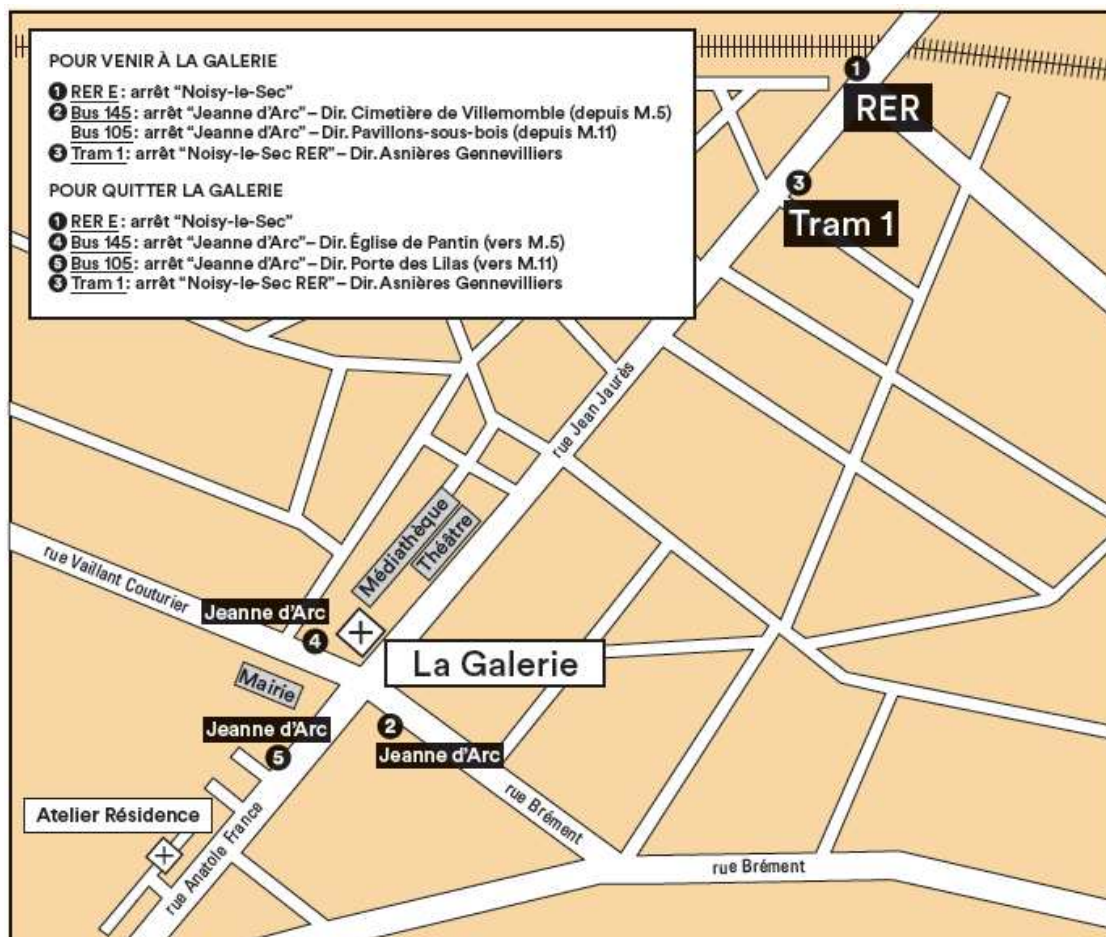 POUR VENIR À LA GALERIE
❶ RER E : arrêt "Noisy-le-Sec"
❷ Bus 145 : arrêt "Jeanne d'Arc" – Dir. Cimetière de Villemomble (depuis M.5)
Bus 105 : arrêt "Jeanne d'Arc" – Dir. Pavillons-sous-bois (depuis M.11)
❸ Tram 1 : arrêt "Noisy-le-Sec RER" – Dir. Asnières Gennevilliers
POUR QUITTER LA GALERIE
❶ RER E : arrêt "Noisy-le-Sec"
❹ Bus 145 : arrêt "Jeanne d'Arc" – Dir. Église de Pantin (vers M.5)
❺ Bus 105 : arrêt "Jeanne d'Arc" – Dir. Porte des Lilas (vers M.11)
❸ Tram 1 : arrêt "Noisy-le-Sec RER" – Dir. Asnières Gennevilliers
❶
RER
❸
Tram 1
rue Jean Jaurès
Médiathèque
Théâtre
rue Vaillant Couturier
Jeanne d'Arc
❹
La Galerie
Mairie
Jeanne d'Arc
❺
❷
Jeanne d'Arc
Atelier Résidence
rue Anatole France
rue Brément
rue Brément